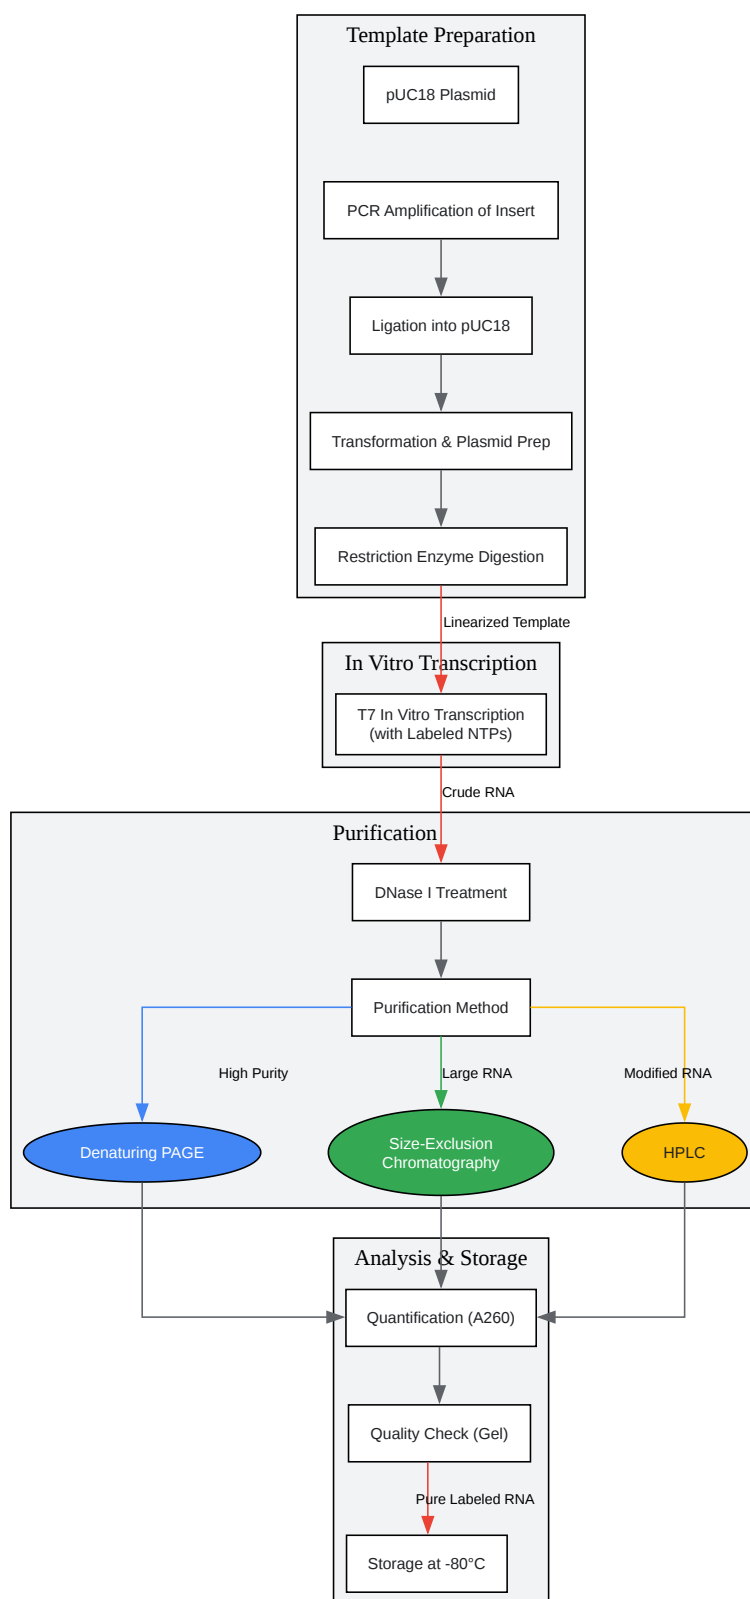 Template Preparation
pUC18 Plasmid
PCR Amplification of Insert
Ligation into pUC18
Transformation & Plasmid Prep
Restriction Enzyme Digestion
Linearized Template
In Vitro Transcription
T7 In Vitro Transcription
(with Labeled NTPs)
Crude RNA
Purification
DNase I Treatment
Purification Method
High Purity
Large RNA
Modified RNA
Denaturing PAGE
Size-Exclusion
Chromatography
HPLC
Analysis & Storage
Quantification (A260)
Quality Check (Gel)
Pure Labeled RNA
Storage at -80°C